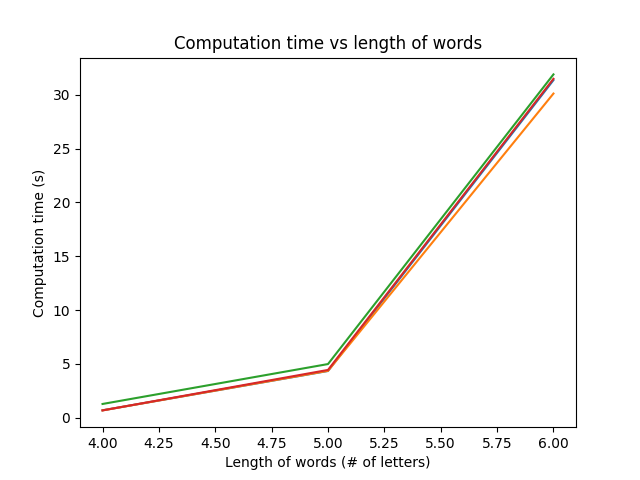 Computation time vs length of words
30
25
20
15
10
5
0
Computation time (s)
4.00 4.25 4.50 4.75 5.00 5.25 5.50 5.75 6.00
Length of words (# of letters)